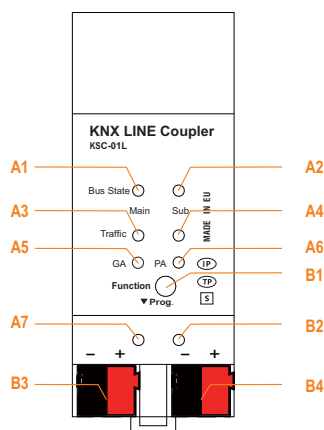 KNX LINE Coupler
KSC-01L
A1
A2
Bus State
Main
Sub
A3
A4
Traffic
MADE IN EU
A5
GA
PA
A6
IP
B1
Function
TP
▼Prog.
S
A7
B2
– +
– +
B3
B4